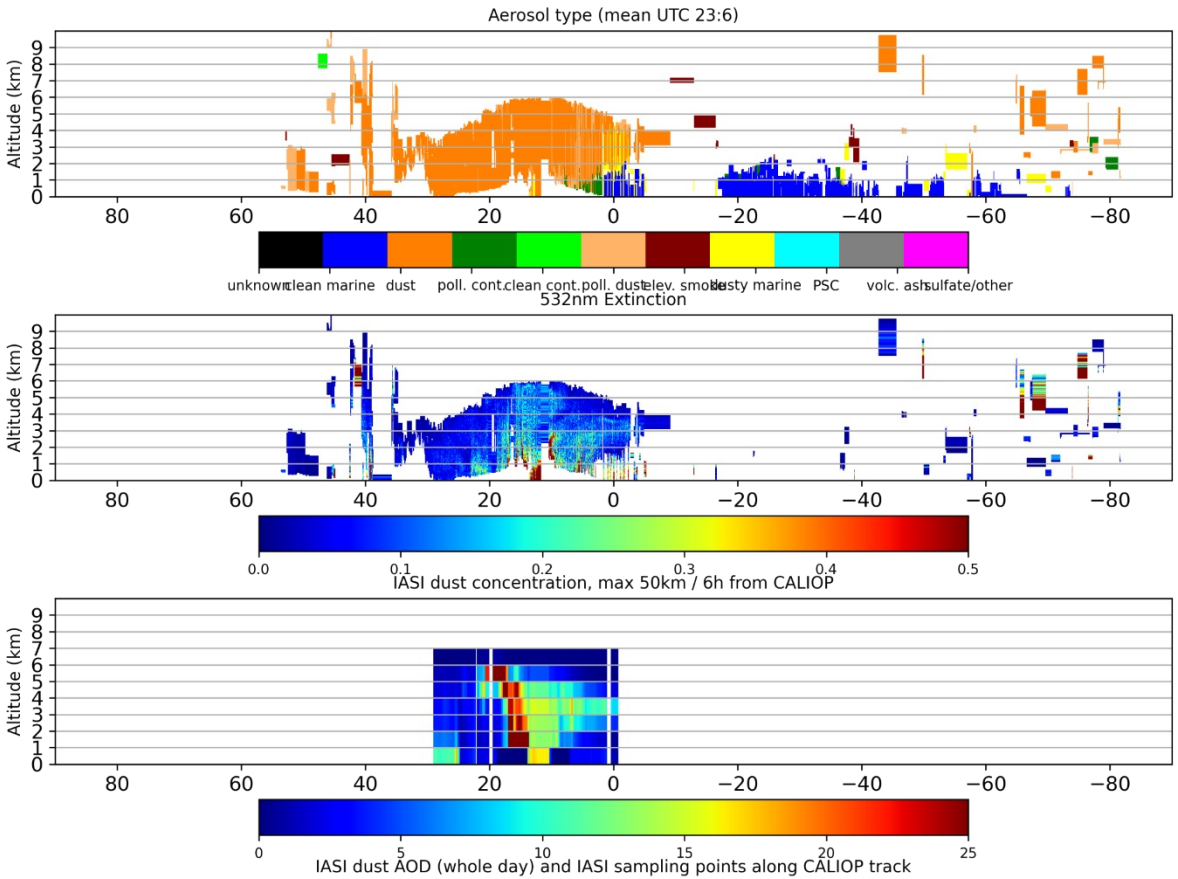 Aerosol type (mean UTC 23:6)
Altitude (km)
9
8
7
6
5
4
3
2
1
0
80 60 40 20 0 −20 −40 −60 −80
unknown clean marine dust poll. cont. clean cont. poll. dust elev. smoke dusty marine PSC volc. ash sulfate/other
532nm Extinction
Altitude (km)
9
8
7
6
5
4
3
2
1
0
80 60 40 20 0 −20 −40 −60 −80
0.0 0.1 0.2 0.3 0.4 0.5
IASI dust concentration, max 50km / 6h from CALIOP
Altitude (km)
9
8
7
6
5
4
3
2
1
0
80 60 40 20 0 −20 −40 −60 −80
0 5 10 15 20 25
IASI dust AOD (whole day) and IASI sampling points along CALIOP track